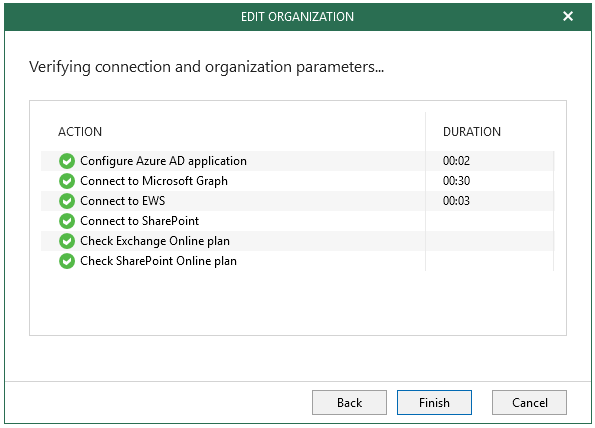 EDIT ORGANIZATION
Verifying connection and organization parameters...
ACTION DURATION
Configure Azure AD application 00:02
Connect to Microsoft Graph 00:30
Connect to EWS 00:03
Connect to SharePoint
Check Exchange Online plan
Check SharePoint Online plan
Back Finish Cancel